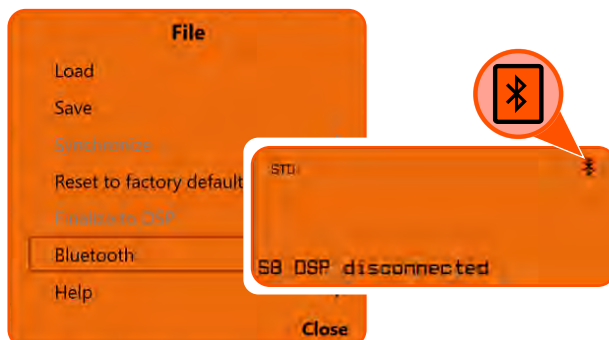 File
Load
Save
Synchronize
Reset to factory default
Finalize to DSP
Bluetooth
Help
Close
STD
S8 DSP disconnected